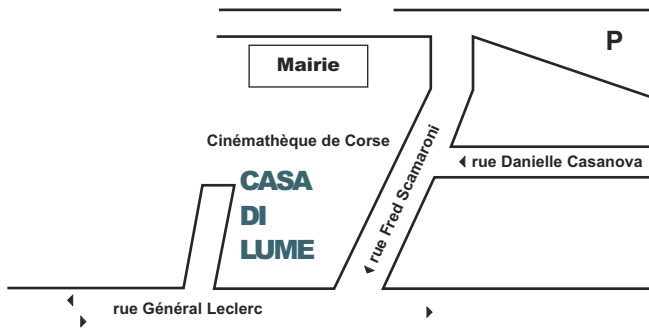 P
Mairie
Cinémathèque de Corse
CASA
DI
LUME
rue Fred Scamaroni
rue Danielle Casanova
rue Général Leclerc